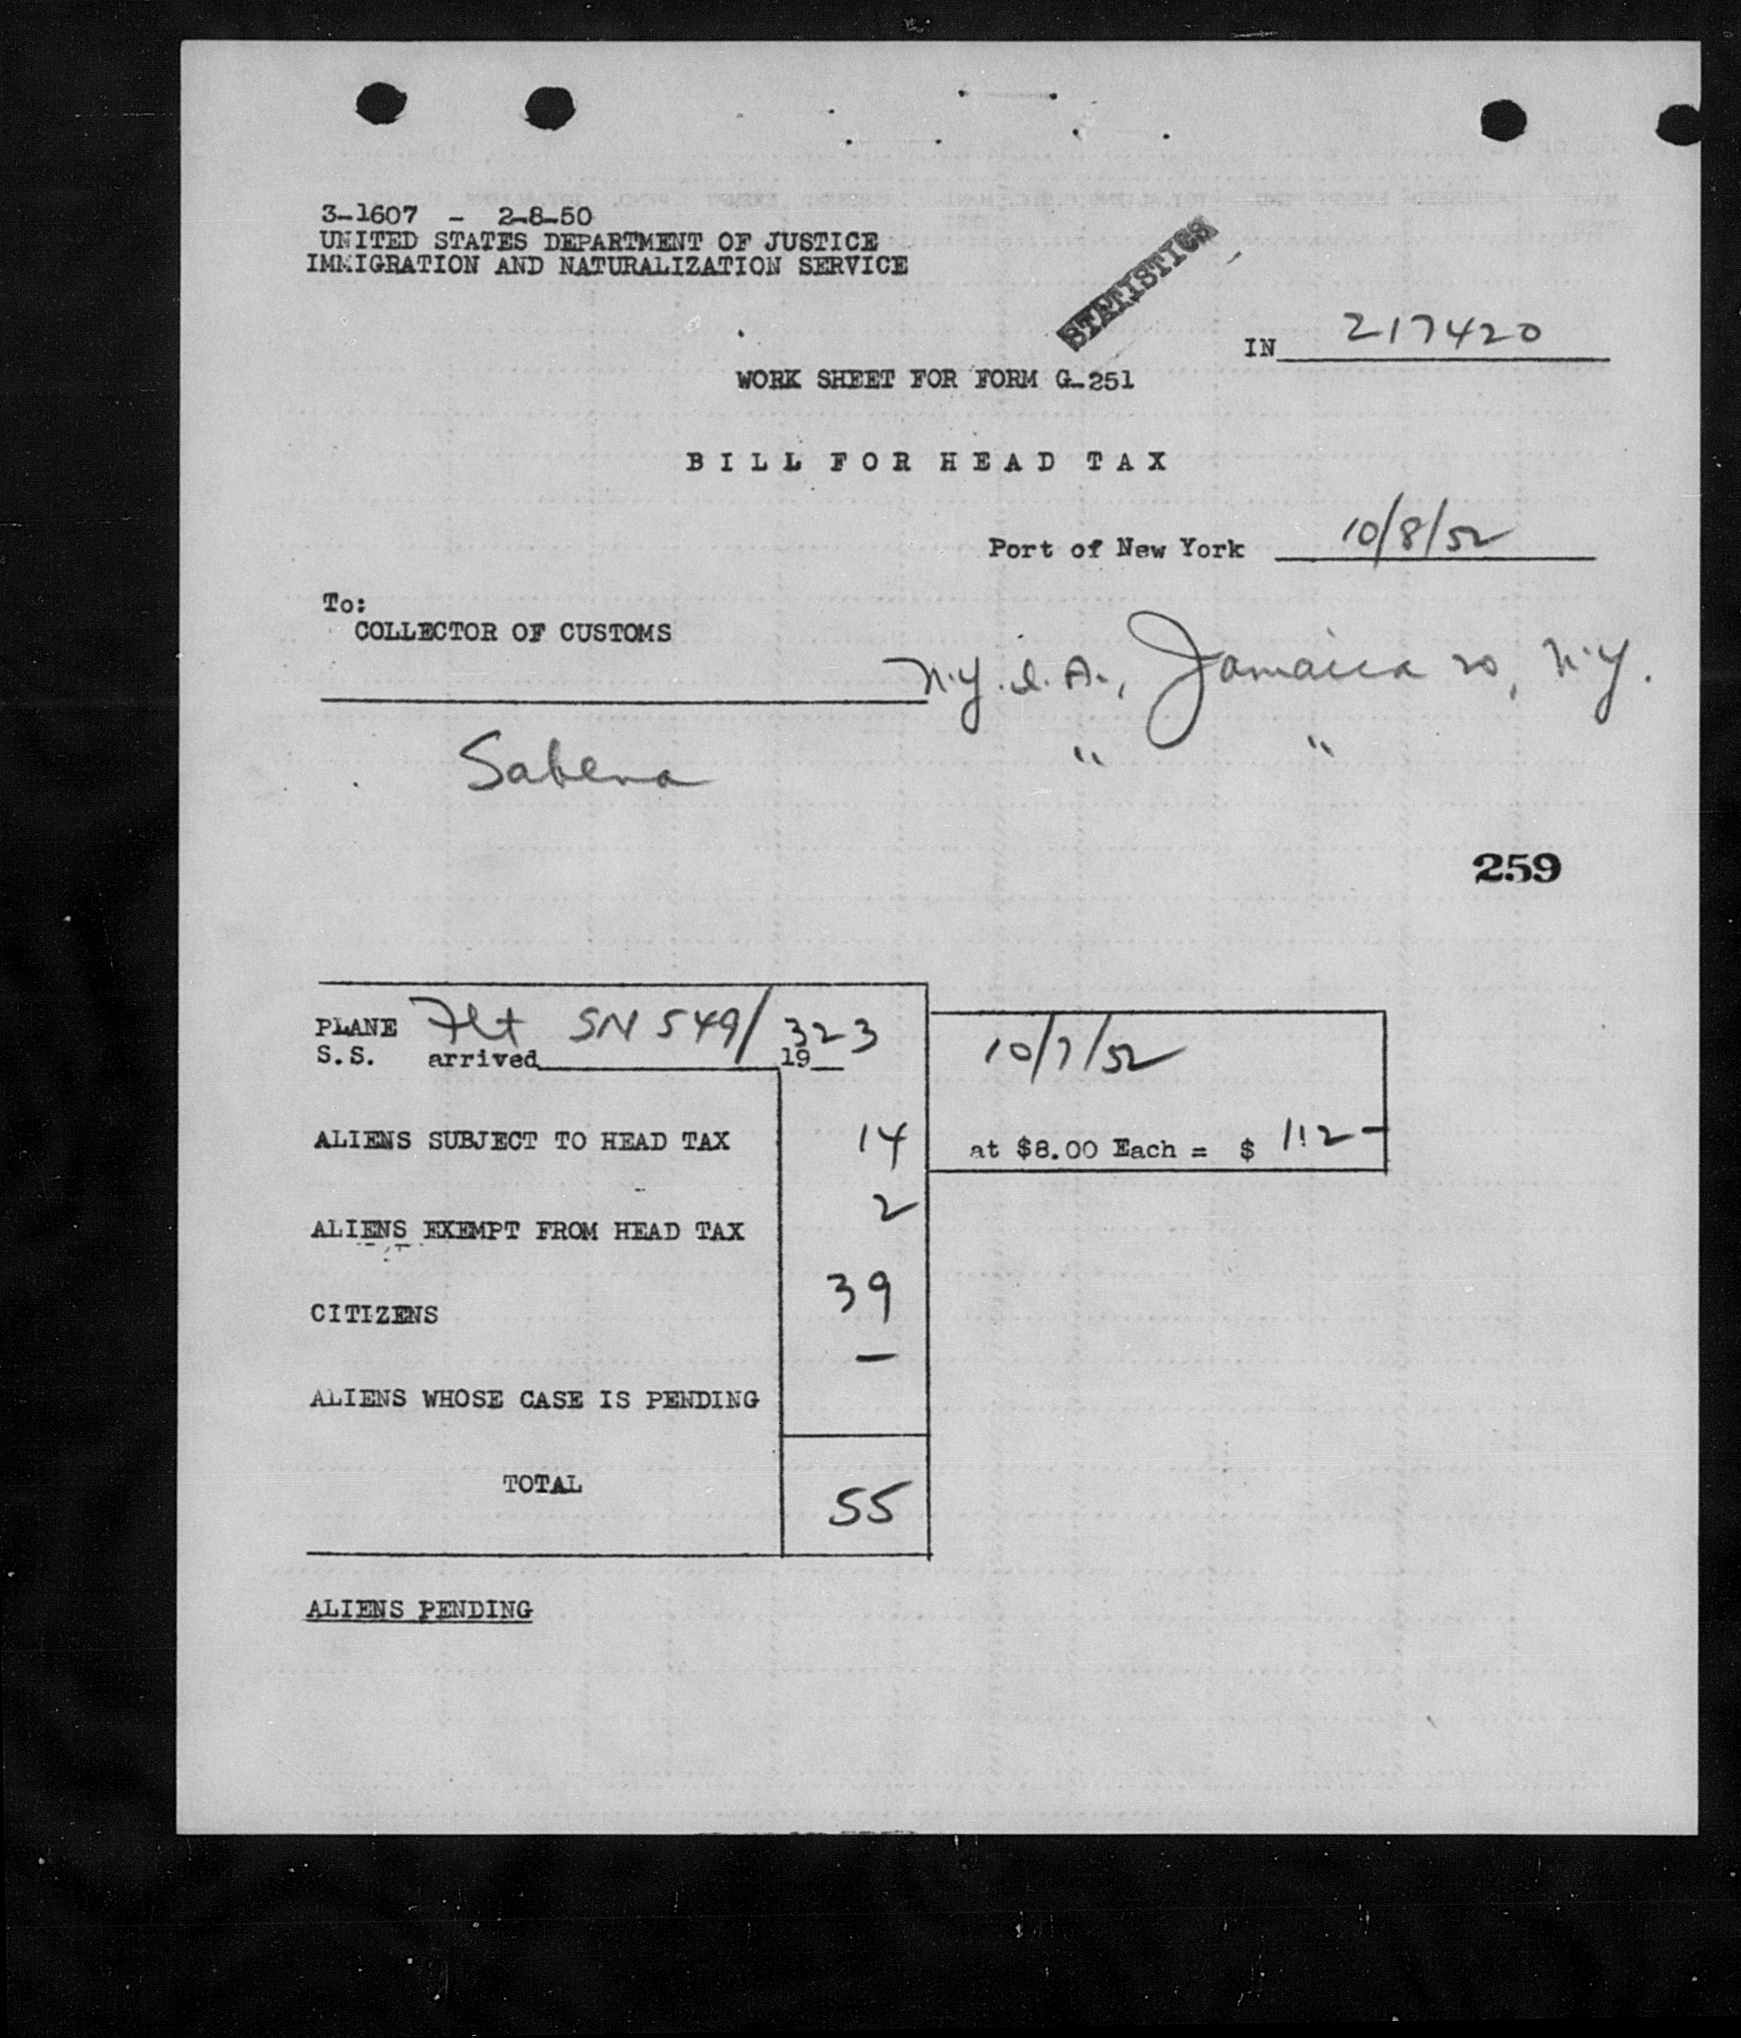 3-1607 - 2-8-50
UNITED STATES DEPARTMENT OF JUSTICE
IMMIGRATION AND NATURALIZATION SERVICE
STATISTICS
IN 217420
WORK SHEET FOR FORM G-251
BILL FOR HEAD TAX
Port of New York 10/8/52
To:
COLLECTOR OF CUSTOMS
N.Y.I.A., Jamaica 20, N.Y.
Sabena " "
259
PLANE Flt SN 549/323
S.S. arrived 19
10/7/52
ALIENS SUBJECT TO HEAD TAX 14 at $8.00 Each = $ 112-
ALIENS EXEMPT FROM HEAD TAX 2
CITIZENS 39
ALIENS WHOSE CASE IS PENDING —
TOTAL 55
ALIENS PENDING